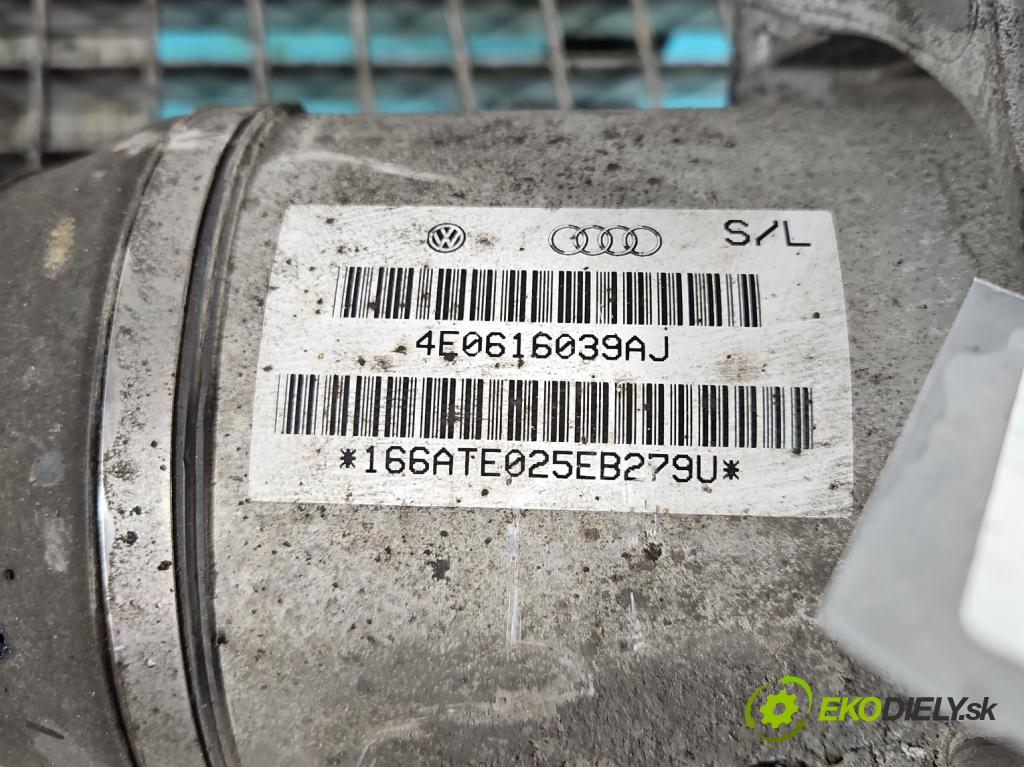 S/L
4E0616039AJ
*166ATE025EB279U*
EKODIELY.sk